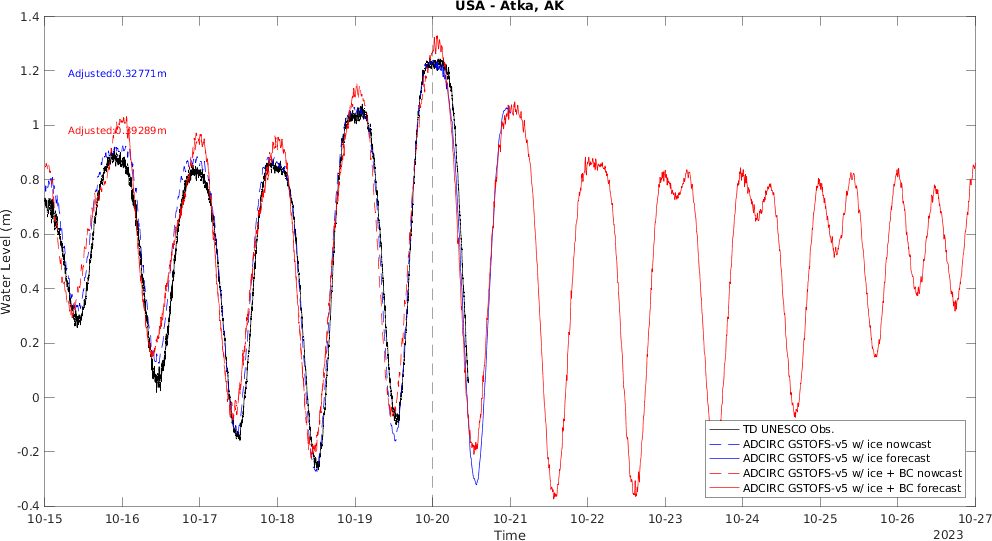 USA - Atka, AK
Adjusted:0.32771m
Adjusted:0.39289m
Water Level (m)
1.4
1.2
1
0.8
0.6
0.4
0.2
0
-0.2
-0.4
TD UNESCO Obs.
ADCIRC GSTOFS-v5 w/ ice nowcast
ADCIRC GSTOFS-v5 w/ ice forecast
ADCIRC GSTOFS-v5 w/ ice + BC nowcast
ADCIRC GSTOFS-v5 w/ ice + BC forecast
10-15 10-16 10-17 10-18 10-19 10-20 10-21 10-22 10-23 10-24 10-25 10-26 10-27
Time
2023